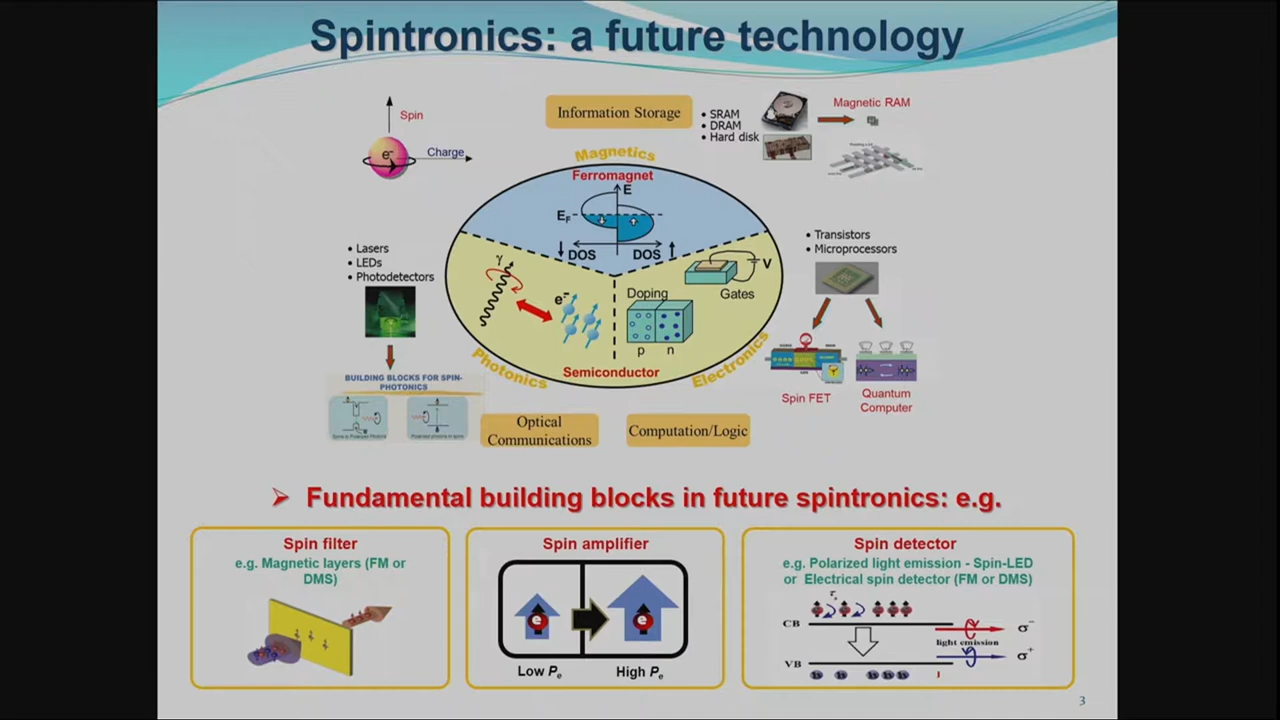 Spintronics: a future technology
Spin
e-
Charge
Information Storage
• SRAM
• DRAM
• Hard disk
Magnetic RAM
Magnetics
Ferromagnet
E
EF
DOS
DOS
• Lasers
• LEDs
• Photodetectors
γ
e-
Doping
p n
V
Gates
• Transistors
• Microprocessors
Photonics
Semiconductor
Electronics
BUILDING BLOCKS FOR SPIN-
PHOTONICS
Spin FET
Quantum
Computer
Optical
Communications
Computation/Logic
➢ Fundamental building blocks in future spintronics: e.g.
Spin filter
e.g. Magnetic layers (FM or
DMS)
Spin amplifier
e
e
Low Pe
High Pe
Spin detector
e.g. Polarized light emission - Spin-LED
or Electrical spin detector (FM or DMS)
τs
CB
σ−
light emission
σ+
VB
3